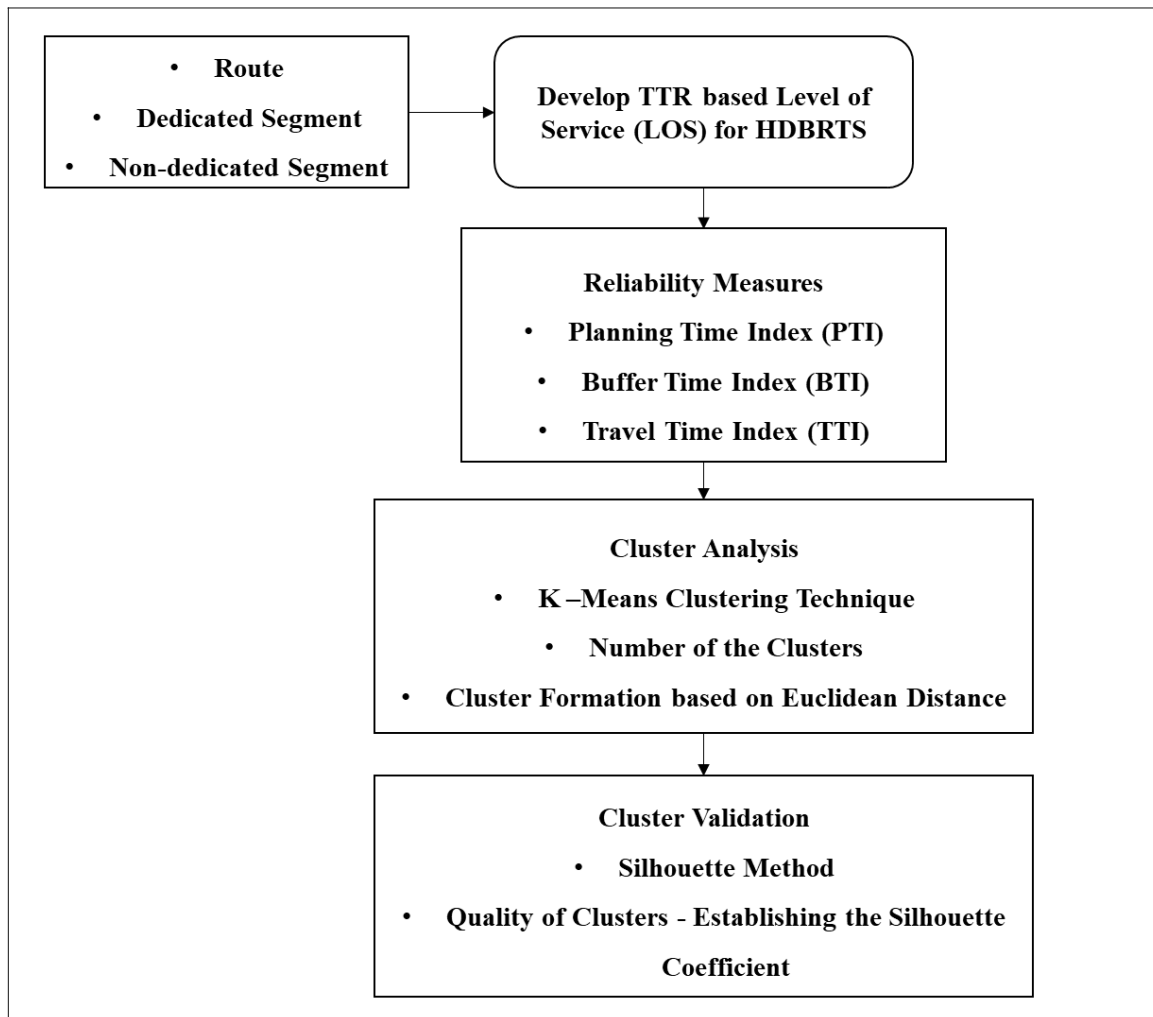 • Route
• Dedicated Segment
• Non-dedicated Segment
Develop TTR based Level of
Service (LOS) for HDBRTS
Reliability Measures
• Planning Time Index (PTI)
• Buffer Time Index (BTI)
• Travel Time Index (TTI)
Cluster Analysis
• K –Means Clustering Technique
• Number of the Clusters
• Cluster Formation based on Euclidean Distance
Cluster Validation
• Silhouette Method
• Quality of Clusters - Establishing the Silhouette
Coefficient